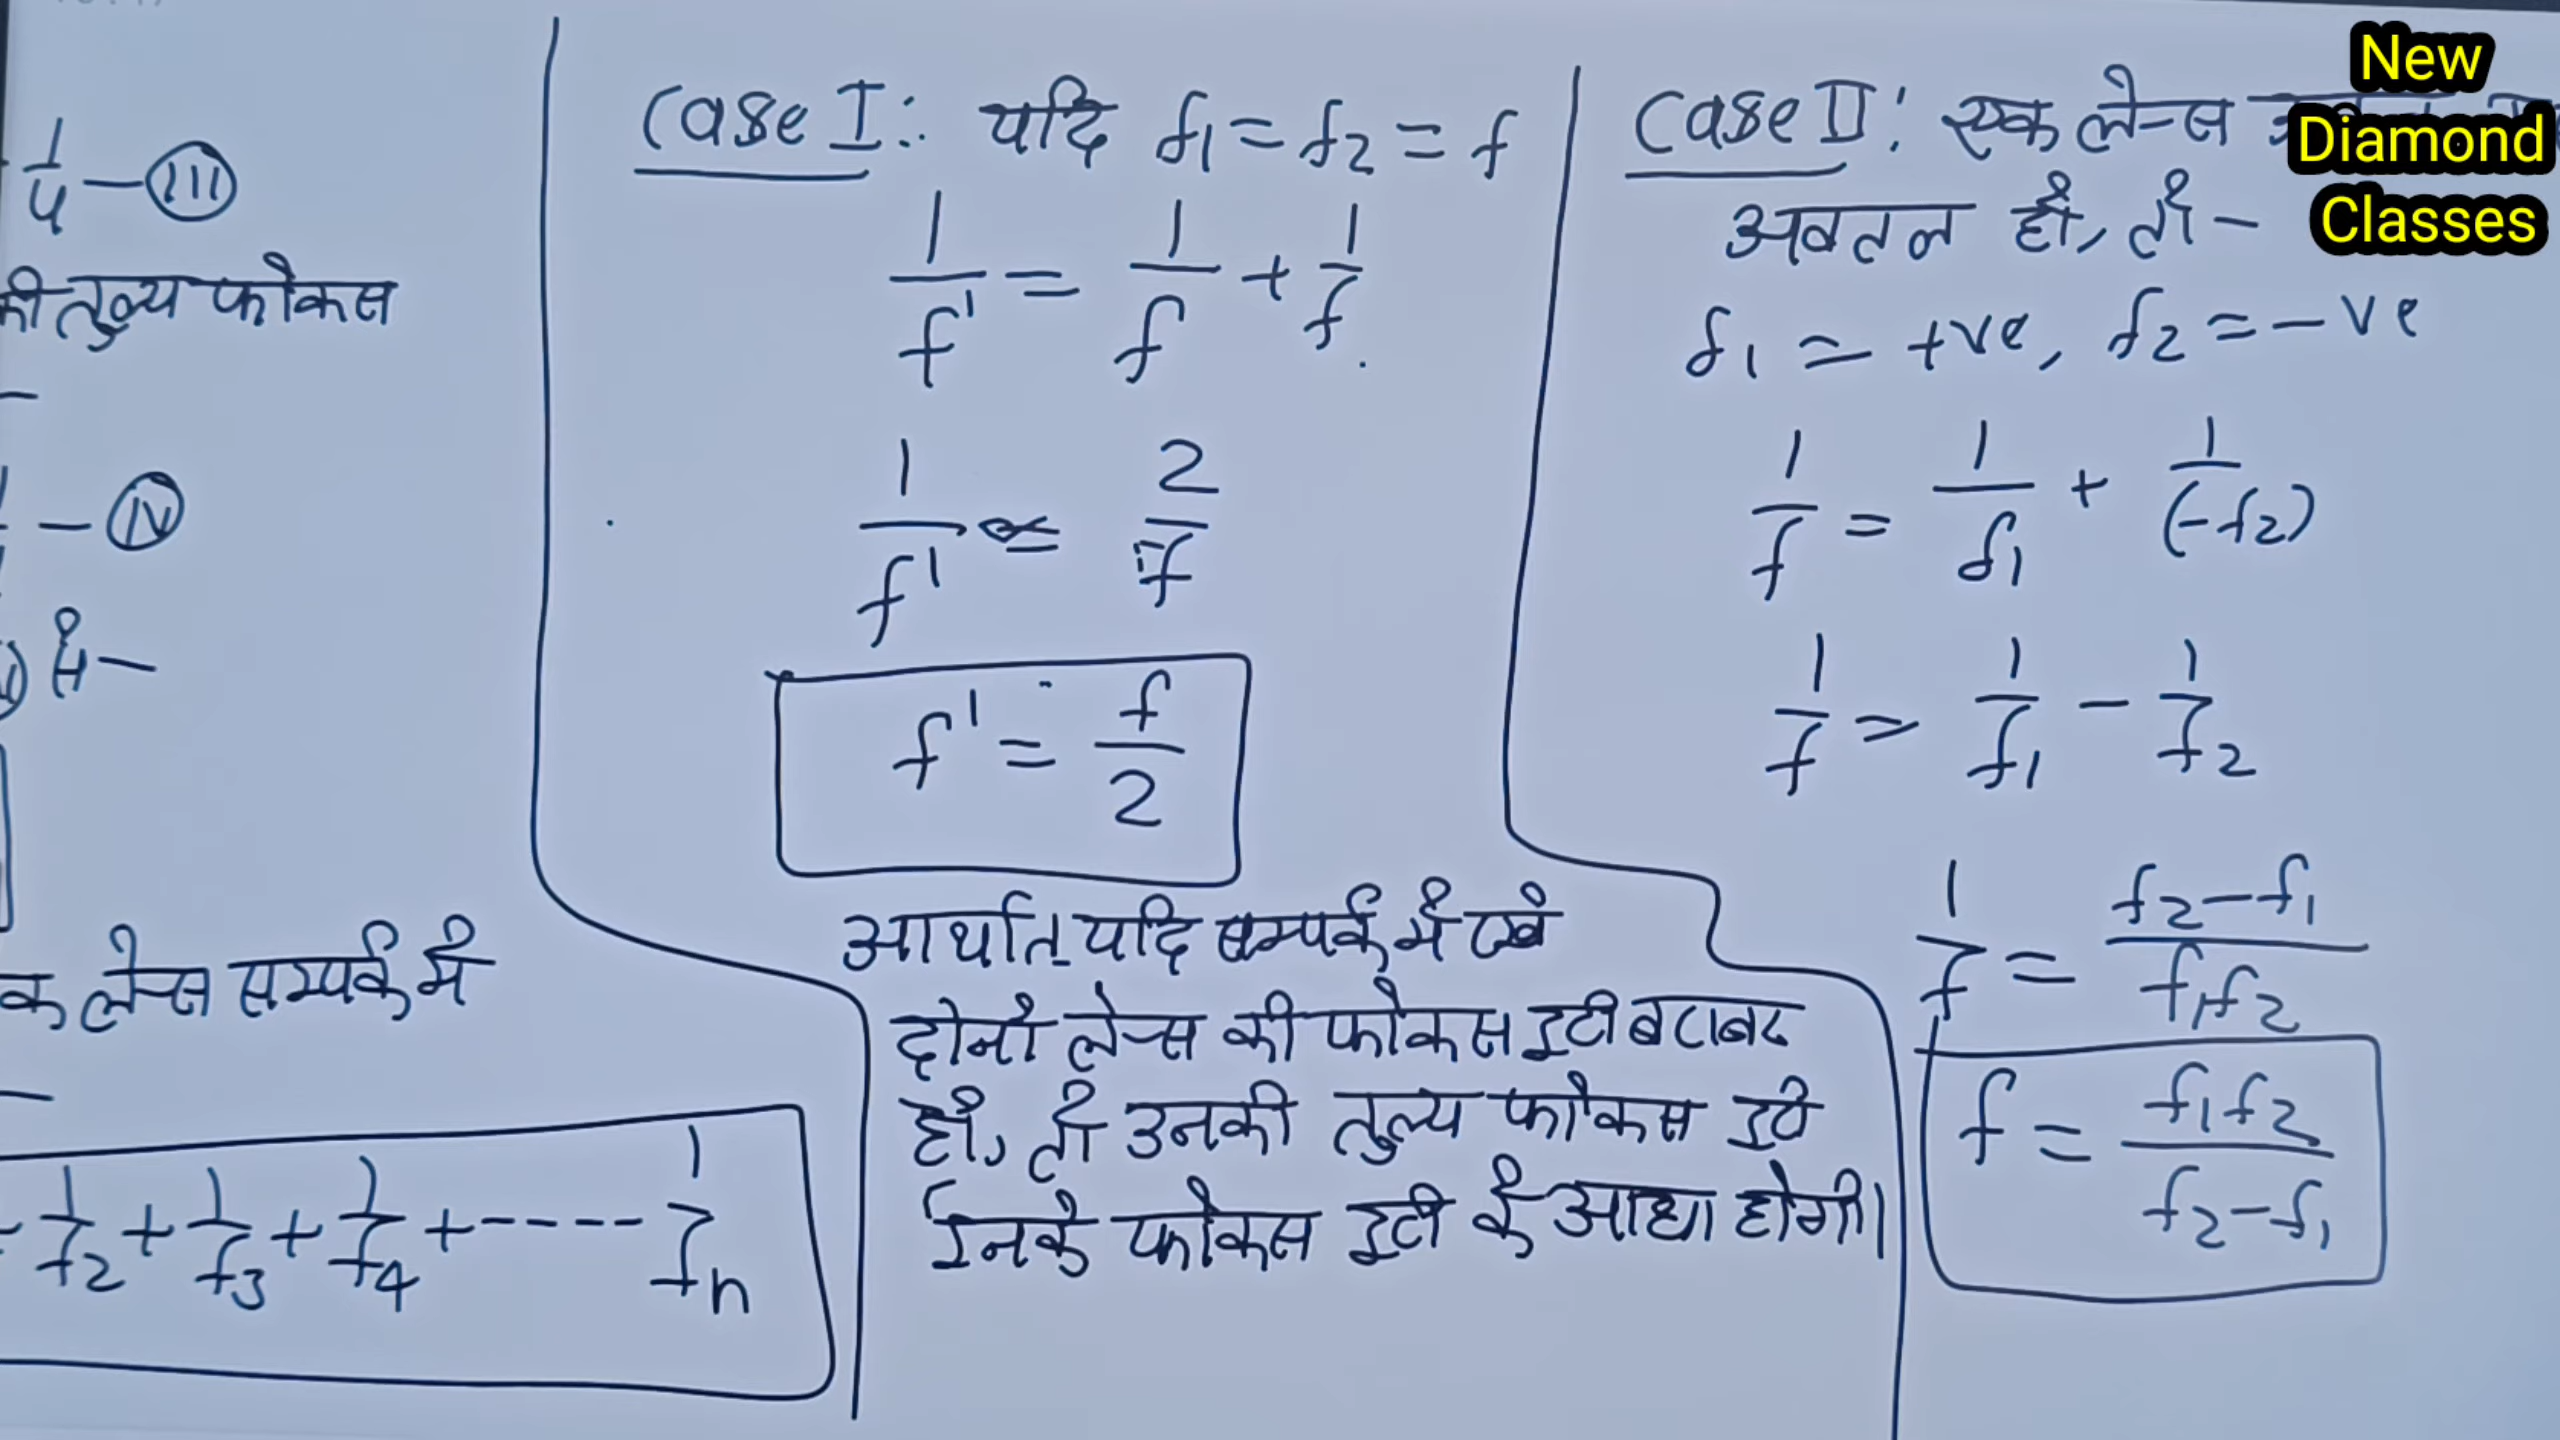 1/4 — (III)
की तुल्य फोकस
— (IV)
से —
क लेन्स सम्पर्क में
1/f2 + 1/f3 + 1/f4 + ---- 1/fn
Case I: यदि f1 = f2 = f
1/f' = 1/f + 1/f
1/f' = 2/f
f' = f/2
आर्थात् यदि सम्पर्क में रखे
दोनो लेन्स की फोकस दूरी बराबर
हो, तो उनकी तुल्य फोकस दूरी
इनके फोकस दूरी के आधा होगी।
Case II: एक लेन्स
अवतल हो, तो —
f1 = +ve, f2 = -ve
1/f = 1/f1 + 1/(-f2)
1/f = 1/f1 - 1/f2
1/f = f2-f1/f1f2
f = f1f2/f2-f1
New
Diamond
Classes